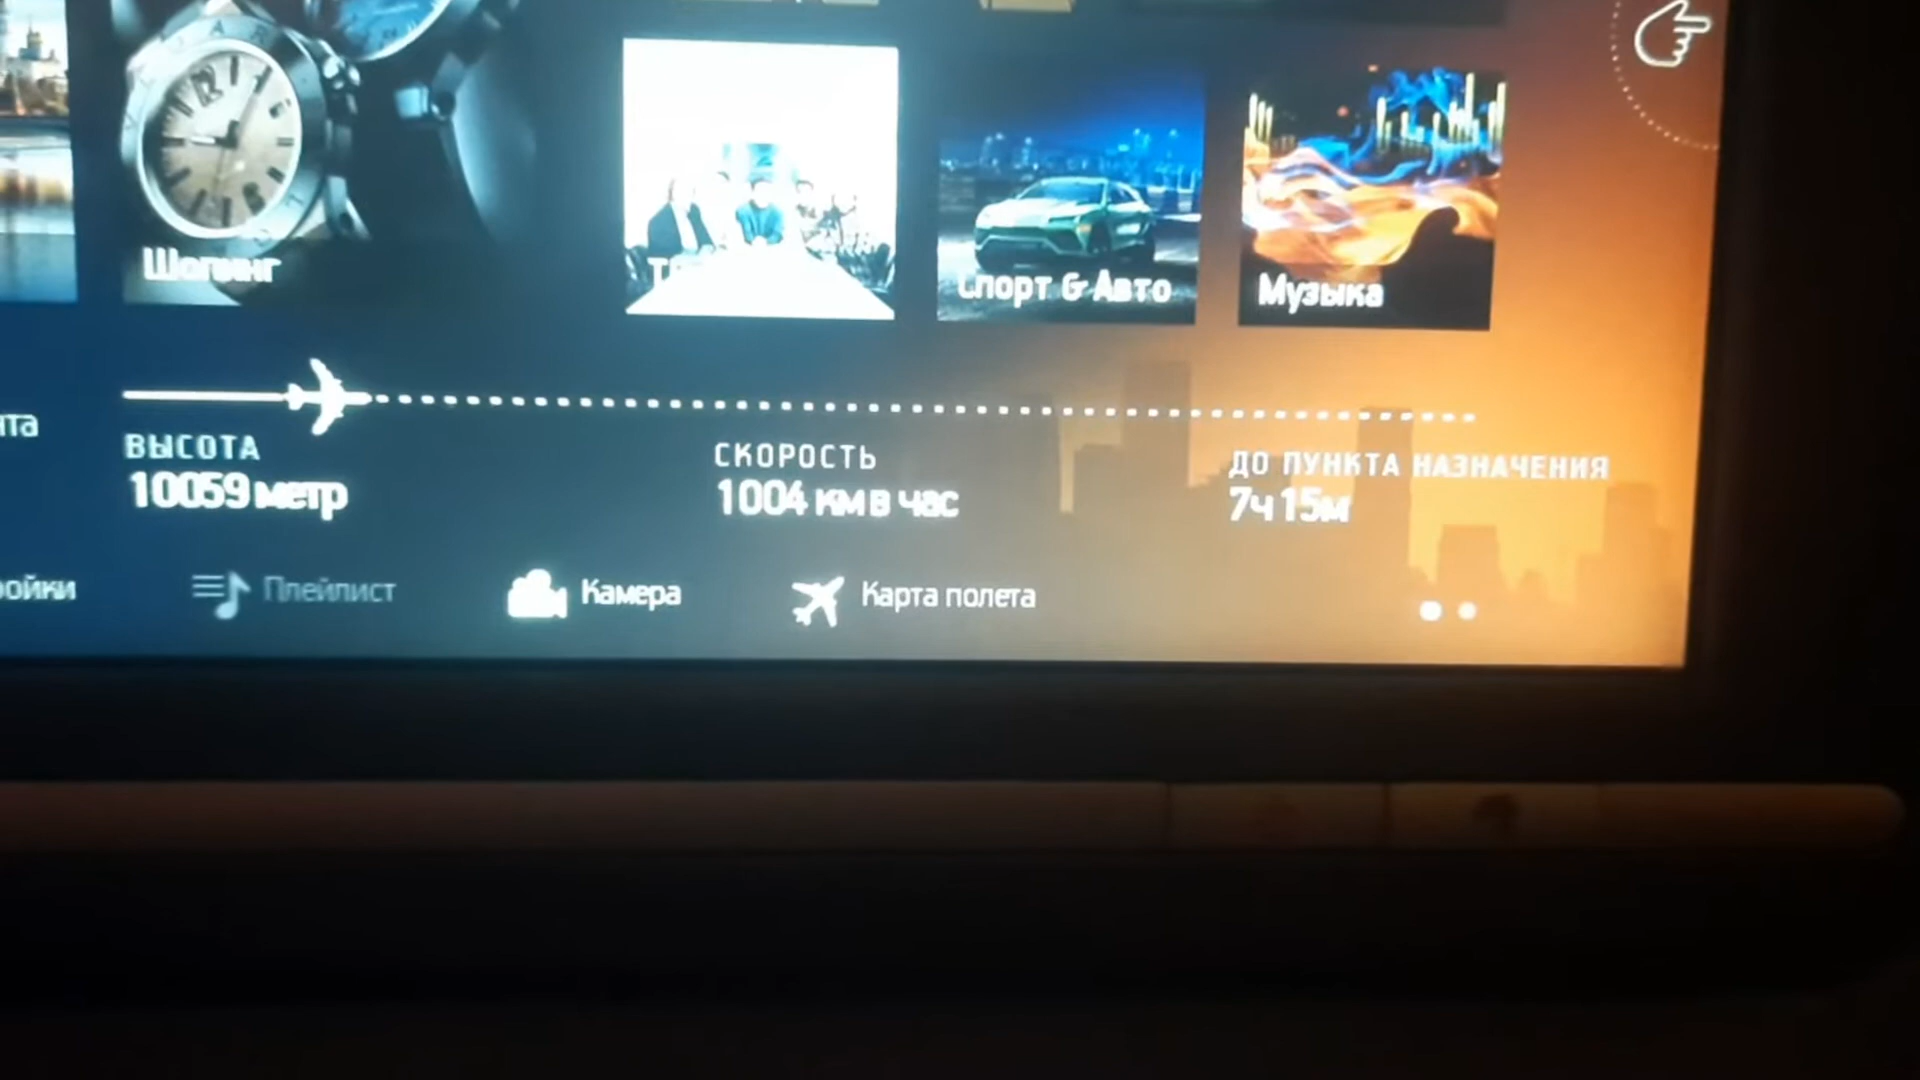 Шопинг
Спорт & Авто
Музыка
ВЫСОТА
10059 метр
СКОРОСТЬ
1004 км в час
ДО ПУНКТА НАЗНАЧЕНИЯ
7ч 15м
Плейлист
Камера
Карта полета